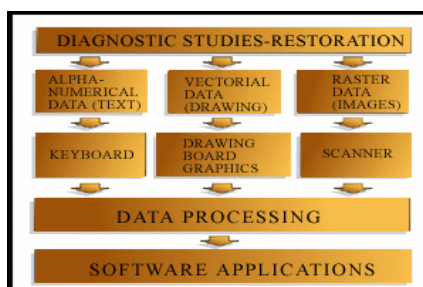 DIAGNOSTIC STUDIES-RESTORATION
ALPHA-
NUMERICAL
DATA (TEXT)
VECTORIAL
DATA
(DRAWING)
RASTER
DATA
(IMAGES)
KEYBOARD
DRAWING
BOARD
GRAPHICS
SCANNER
DATA PROCESSING
SOFTWARE APPLICATIONS